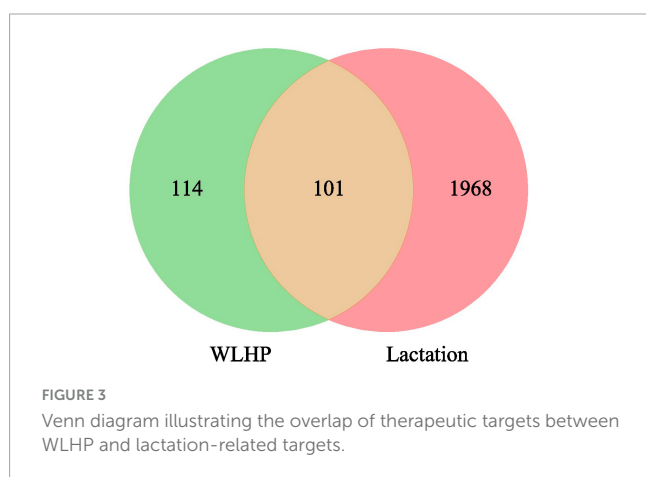 114 101 1968
WLHP Lactation
FIGURE 3
Venn diagram illustrating the overlap of therapeutic targets between
WLHP and lactation-related targets.